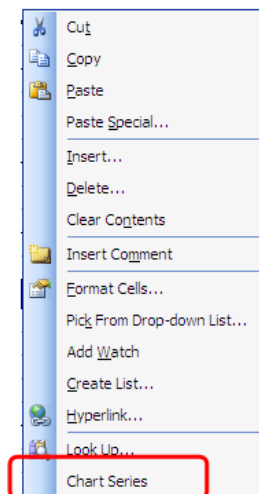 Cut
Copy
Paste
Paste Special...
Insert...
Delete...
Clear Contents
Insert Comment
Format Cells...
Pick From Drop-down List...
Add Watch
Create List...
Hyperlink...
Look Up...
Chart Series